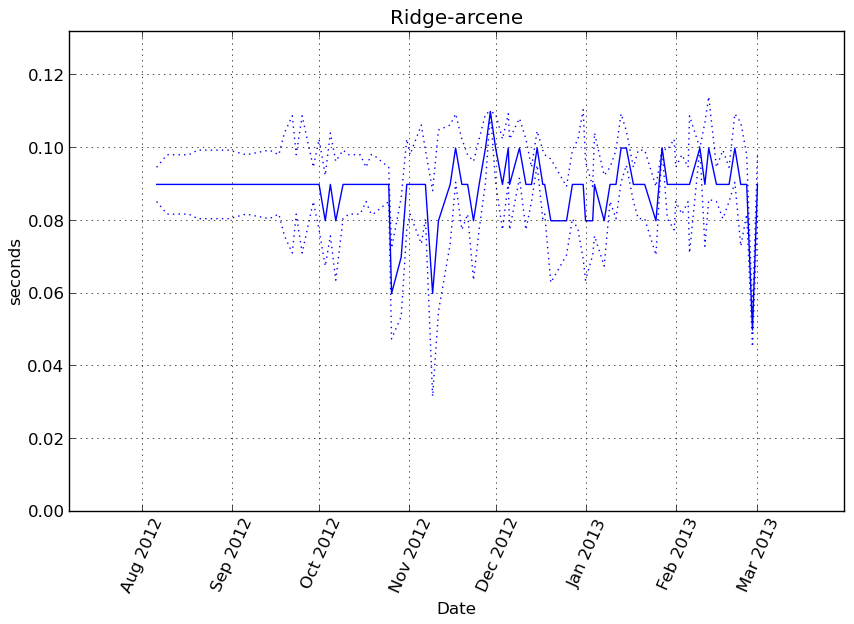 Ridge-arcene
0.12
0.10
0.08
0.06
0.04
0.02
0.00
seconds
Aug 2012
Sep 2012
Oct 2012
Nov 2012
Dec 2012
Jan 2013
Feb 2013
Mar 2013
Date